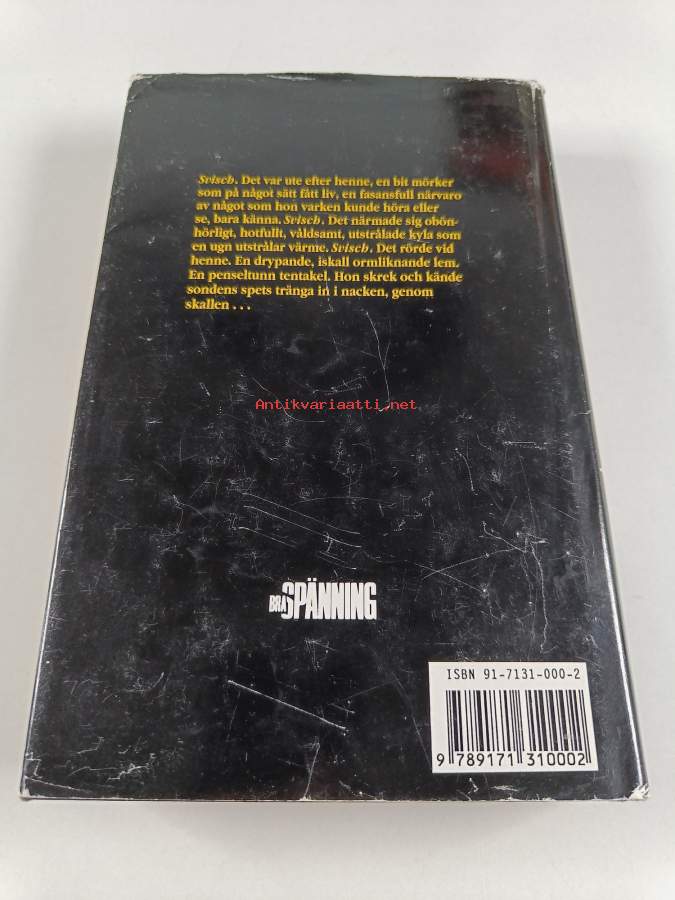 Svisch. Det var ute efter henne, en bit mörker
som på något sätt fått liv, en fasansfull närvaro
av något som hon varken kunde höra eller
se, bara känna. Svisch. Det närmade sig obön-
hörligt, hotfullt, våldsamt, utstrålade kyla som
en ugn utstrålar värme. Svisch. Det rörde vid
henne. En drypande, iskall ormliknande lem.
En penseltunn tentakel. Hon skrek och kände
sondens spets tränga in i nacken, genom
skallen . . .
Antikvariaatti.net
BRA SPÄNNING
ISBN 91-7131-000-2
9 789171 310002